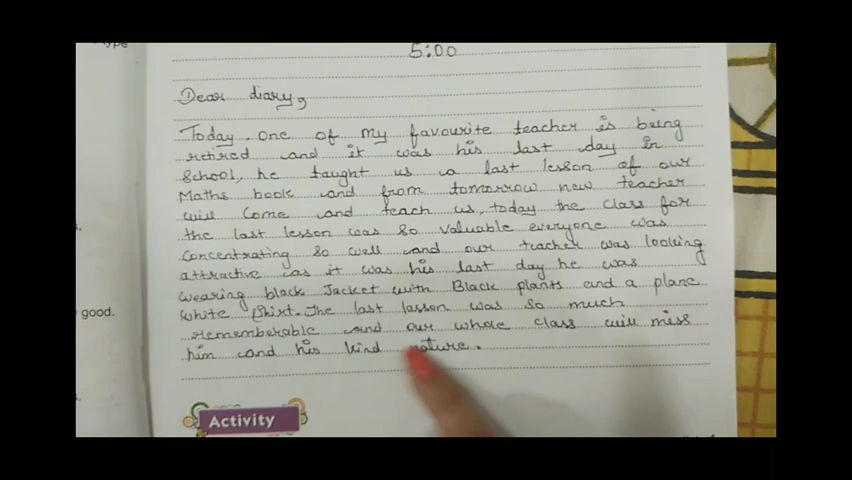 type
5:00
Dear diary,
Today, one of my favourite teacher is being
retired and it was his last day in
School, he taught us a last lesson of our
Maths book and from tomorrow new teacher
will Come and teach us, today the class for
the last lesson was so valuable everyone was
Concentrating so well and our teacher was looking
attractive as it was his last day he was
wearing black Jacket with Black plants and a plane
white Shirt. The last lesson was so much
rememberable and our whole class will miss
him and his kind nature.
good.
Activity